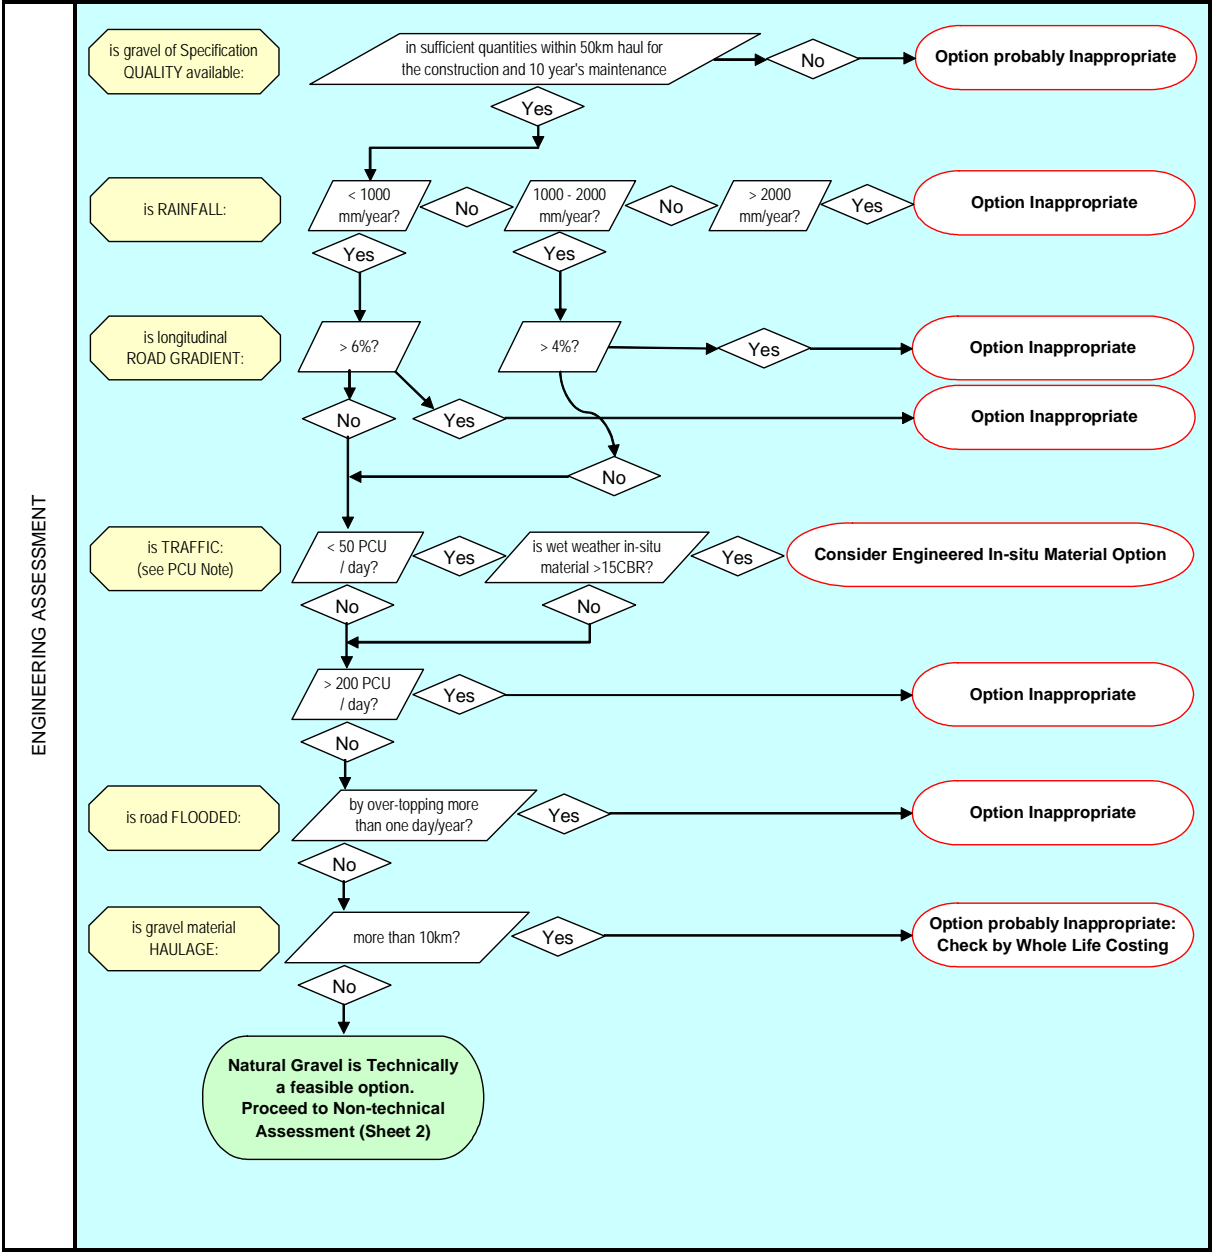 ENGINEERING ASSESSMENT
is gravel of Specification
QUALITY available:
in sufficient quantities within 50km haul for
the construction and 10 year's maintenance
No
Option probably Inappropriate
Yes
is RAINFALL:
< 1000
mm/year?
No
1000 - 2000
mm/year?
No
> 2000
mm/year?
Yes
Option Inappropriate
Yes
Yes
is longitudinal
ROAD GRADIENT:
> 6%?
> 4%?
Yes
Option Inappropriate
No
Yes
Option Inappropriate
No
is TRAFFIC:
(see PCU Note)
< 50 PCU
/ day?
Yes
is wet weather in-situ
material >15CBR?
Yes
Consider Engineered In-situ Material Option
No
No
> 200 PCU
/ day?
Yes
Option Inappropriate
No
is road FLOODED:
by over-topping more
than one day/year?
Yes
Option Inappropriate
No
is gravel material
HAULAGE:
more than 10km?
Yes
Option probably Inappropriate:
Check by Whole Life Costing
No
Natural Gravel is Technically
a feasible option.
Proceed to Non-technical
Assessment (Sheet 2)